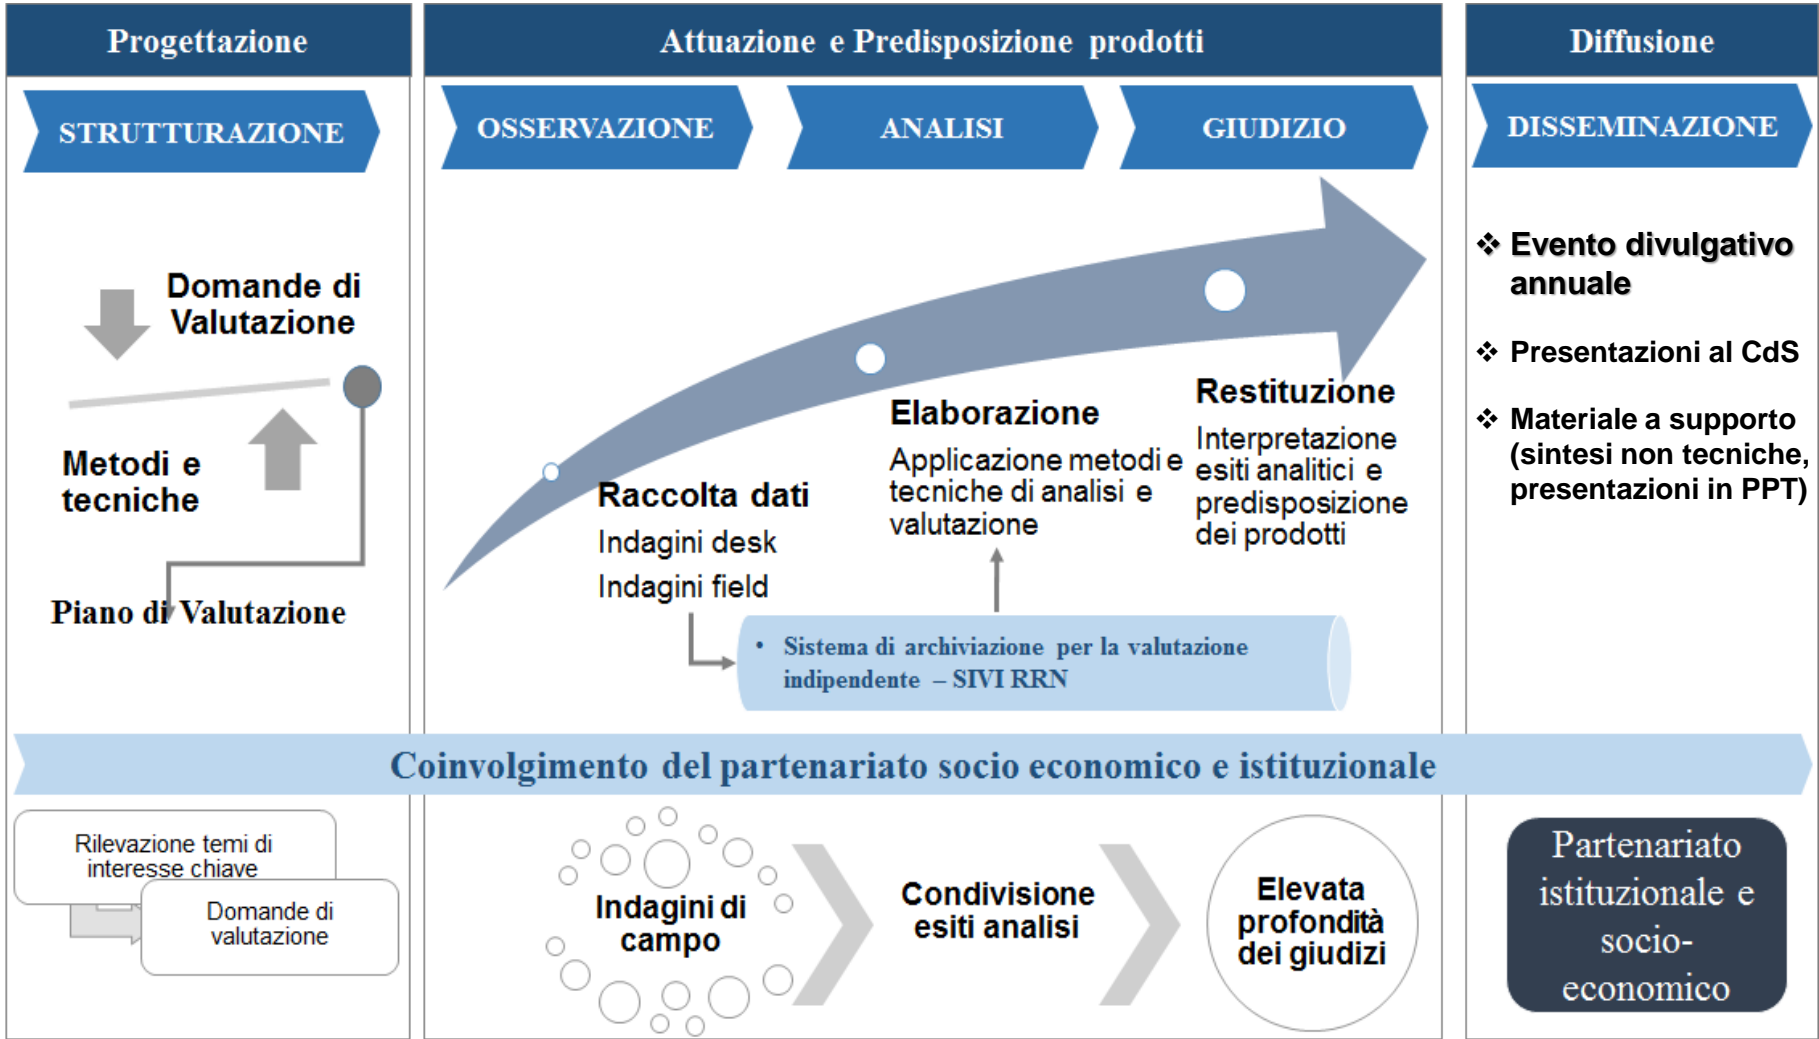 Progettazione
Attuazione e Predisposizione prodotti
Diffusione
STRUTTURAZIONE
OSSERVAZIONE
ANALISI
GIUDIZIO
DISSEMINAZIONE
Domande di
Valutazione
Metodi e
tecniche
Piano di Valutazione
Raccolta dati
Indagini desk
Indagini field
Elaborazione
Applicazione metodi e
tecniche di analisi e
valutazione
Restituzione
Interpretazione
esiti analitici e
predisposizione
dei prodotti
• Sistema di archiviazione per la valutazione
indipendente – SIVI RRN
❖ Evento divulgativo
annuale
❖ Presentazioni al CdS
❖ Materiale a supporto
(sintesi non tecniche,
presentazioni in PPT)
Coinvolgimento del partenariato socio economico e istituzionale
Rilevazione temi di
interesse chiave
Domande di
valutazione
Indagini di
campo
Condivisione
esiti analisi
Elevata
profondità
dei giudizi
Partenariato
istituzionale e
socio-
economico